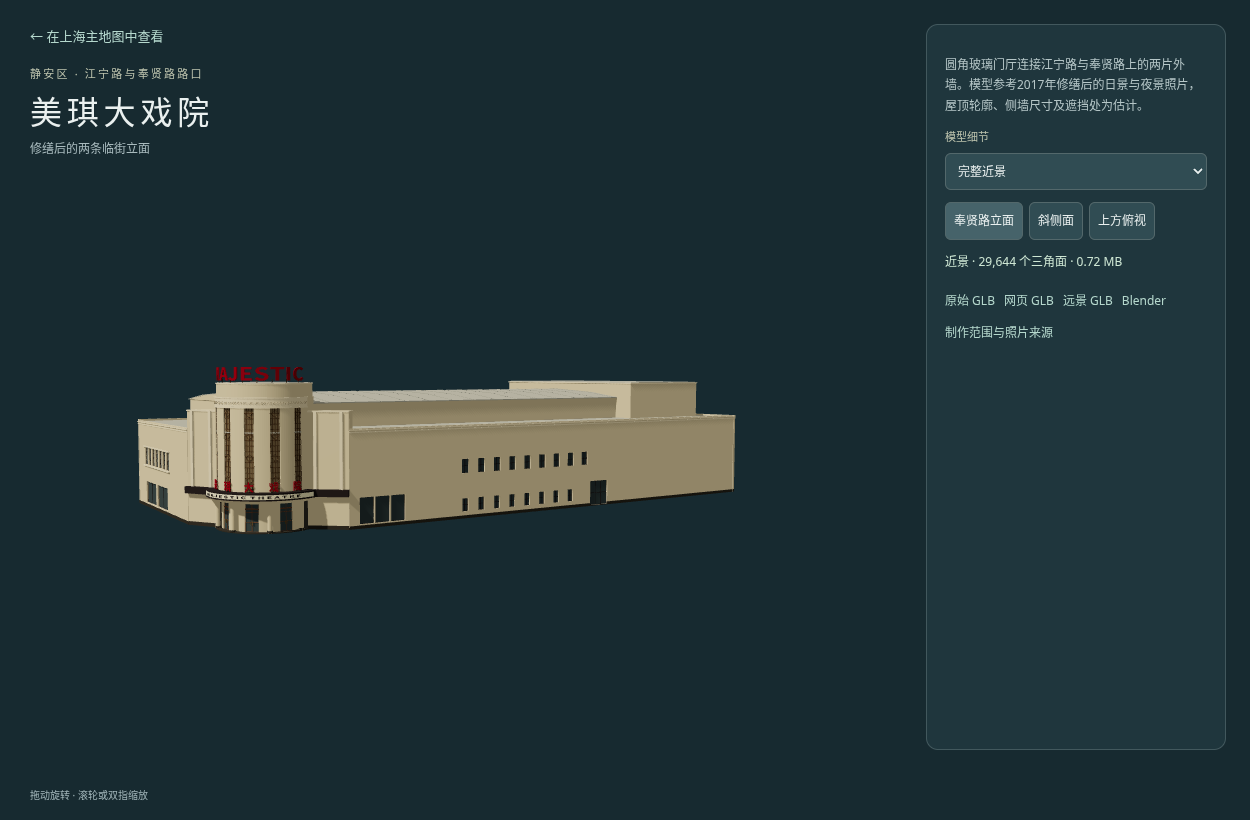 ← 在上海主地图中查看
静安区 · 江宁路与奉贤路路口
美琪大戏院
修缮后的两条临街立面
圆角玻璃门厅连接江宁路与奉贤路上的两片外
墙。模型参考2017年修缮后的日景与夜景照片，
屋顶轮廓、侧墙尺寸及遮挡处为估计。
模型细节
完整近景
奉贤路立面 斜侧面 上方俯视
近景 · 29,644 个三角面 · 0.72 MB
原始 GLB 网页 GLB 远景 GLB Blender
制作范围与照片来源
MAJESTIC
MAJESTIC THEATRE
拖动旋转 · 滚轮或双指缩放